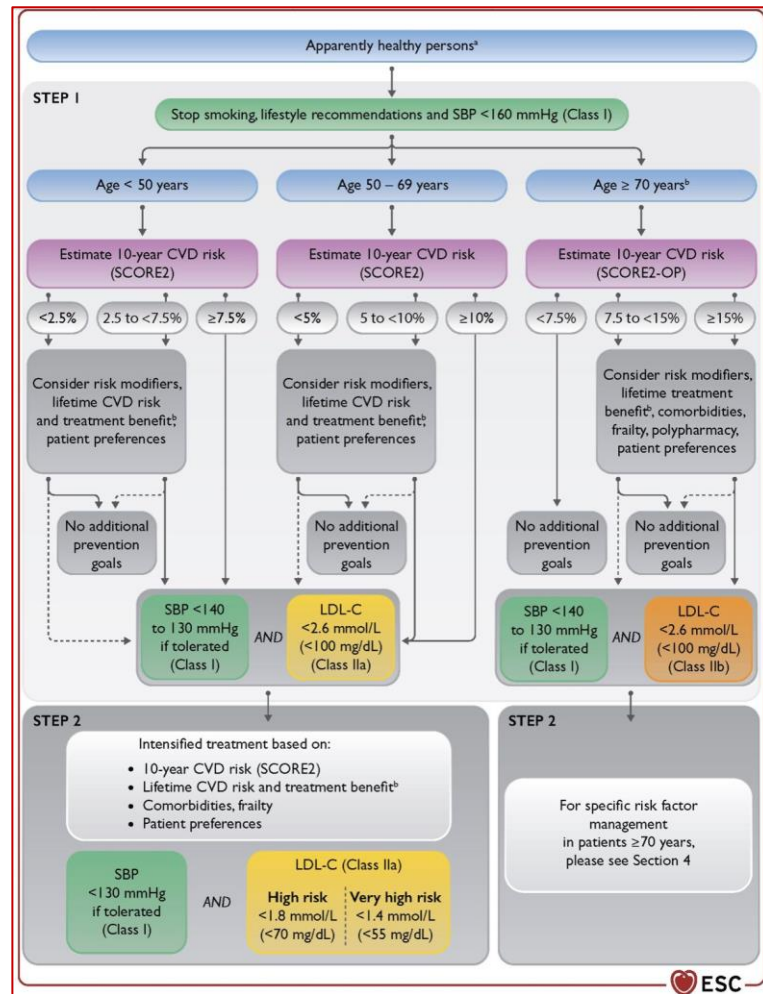 Apparently healthy personsᵃ
STEP 1
Stop smoking, lifestyle recommendations and SBP <160 mmHg (Class I)
Age < 50 years
Age 50 – 69 years
Age ≥ 70 yearsᵇ
Estimate 10-year CVD risk
(SCORE2)
Estimate 10-year CVD risk
(SCORE2)
Estimate 10-year CVD risk
(SCORE2-OP)
<2.5%
2.5 to <7.5%
≥7.5%
<5%
5 to <10%
≥10%
<7.5%
7.5 to <15%
≥15%
Consider risk modifiers,
lifetime CVD risk
and treatment benefitᵇ,
patient preferences
Consider risk modifiers,
lifetime CVD risk
and treatment benefitᵇ,
patient preferences
Consider risk modifiers,
lifetime treatment
benefitᵇ, comorbidities,
frailty, polypharmacy,
patient preferences
No additional
prevention
goals
No additional
prevention
goals
No additional
prevention
goals
No additional
prevention
goals
SBP <140
to 130 mmHg
if tolerated
(Class I)
AND
LDL-C
<2.6 mmol/L
(<100 mg/dL)
(Class IIa)
SBP <140
to 130 mmHg
if tolerated
(Class I)
AND
LDL-C
<2.6 mmol/L
(<100 mg/dL)
(Class IIb)
STEP 2
Intensified treatment based on:
• 10-year CVD risk (SCORE2)
• Lifetime CVD risk and treatment benefitᵇ
• Comorbidities, frailty
• Patient preferences
SBP
<130 mmHg
if tolerated
(Class I)
AND
LDL-C (Class IIa)
High risk
<1.8 mmol/L
(<70 mg/dL)
Very high risk
<1.4 mmol/L
(<55 mg/dL)
STEP 2
For specific risk factor
management
in patients ≥70 years,
please see Section 4
ESC